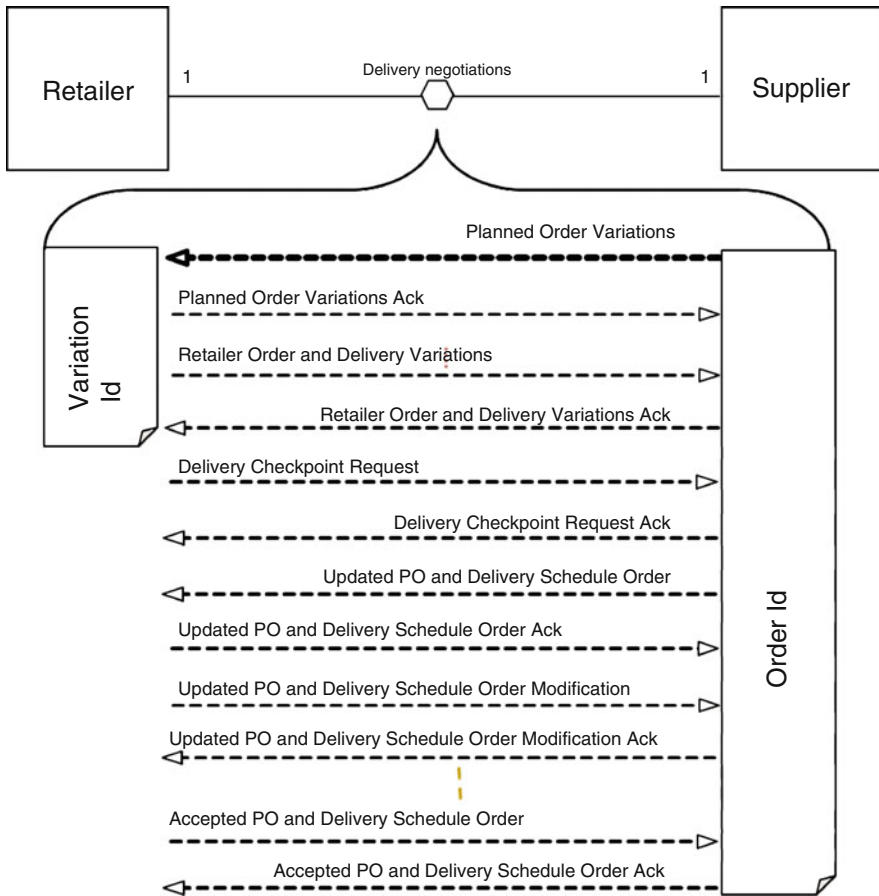 Retailer
1
Delivery negotiations
1
Supplier
Planned Order Variations
Planned Order Variations Ack
Retailer Order and Delivery Variations
Retailer Order and Delivery Variations Ack
Variation
Id
Delivery Checkpoint Request
Delivery Checkpoint Request Ack
Updated PO and Delivery Schedule Order
Updated PO and Delivery Schedule Order Ack
Updated PO and Delivery Schedule Order Modification
Updated PO and Delivery Schedule Order Modification Ack
Accepted PO and Delivery Schedule Order
Accepted PO and Delivery Schedule Order Ack
Order Id